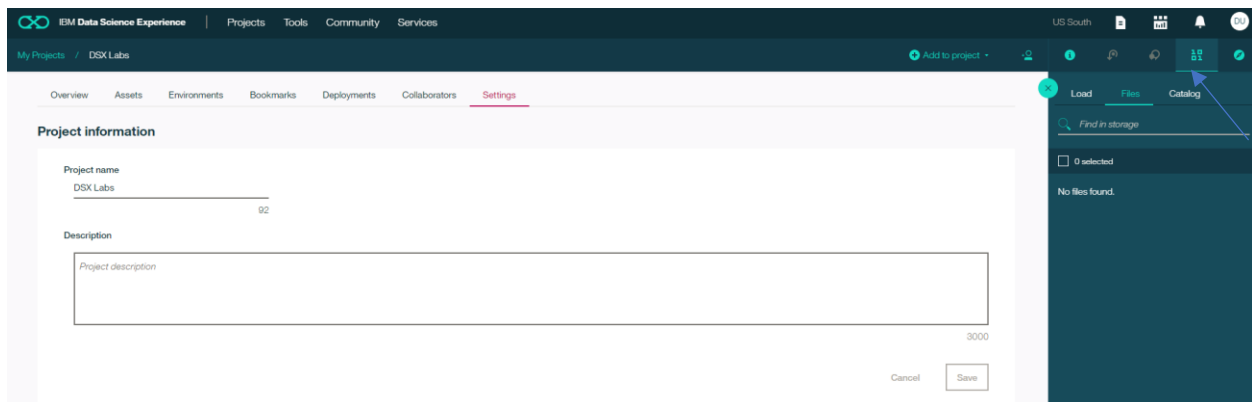 IBM Data Science Experience | Projects Tools Community Services US South DU
My Projects / DSX Labs Add to project
Overview Assets Environments Bookmarks Deployments Collaborators Settings
Load Files Catalog
Find in storage
0 selected
No files found.
Project information
Project name
DSX Labs
92
Description
Project description
3000
Cancel Save